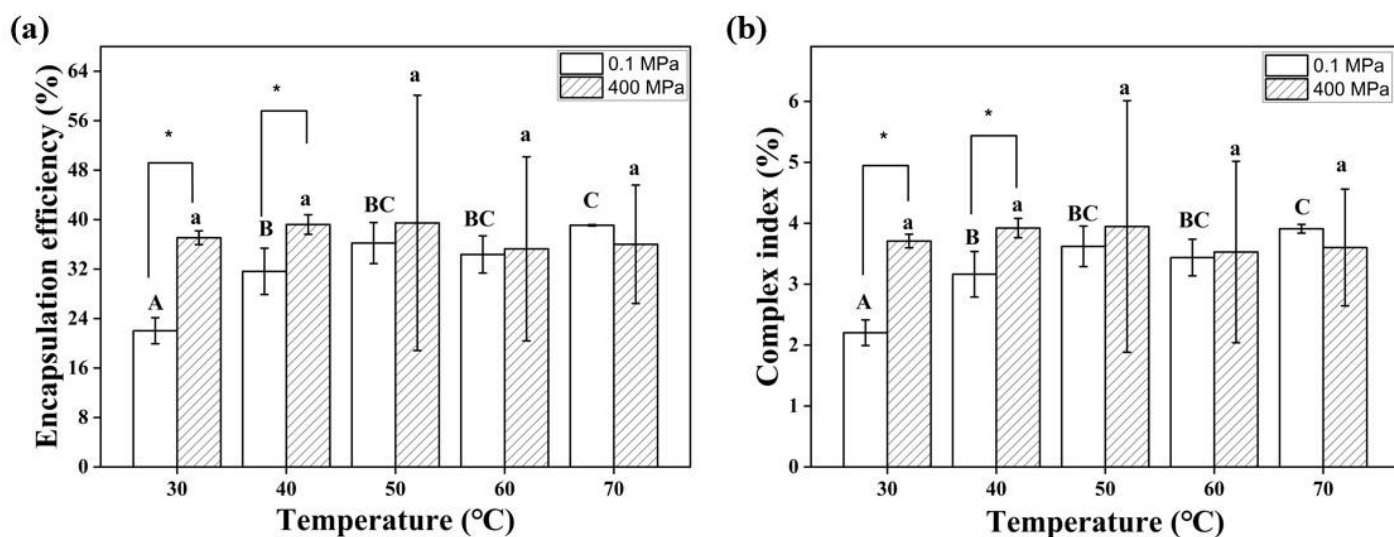 (a)
Encapsulation efficiency (%)
64
56
48
40
32
24
16
8
0
0.1 MPa
400 MPa
*
*
A
a
B
a
BC
a
BC
a
C
a
30
40
50
60
70
Temperature (°C)
(b)
Complex index (%)
6
5
4
3
2
1
0
0.1 MPa
400 MPa
*
*
A
a
B
a
BC
a
BC
a
C
a
30
40
50
60
70
Temperature (°C)